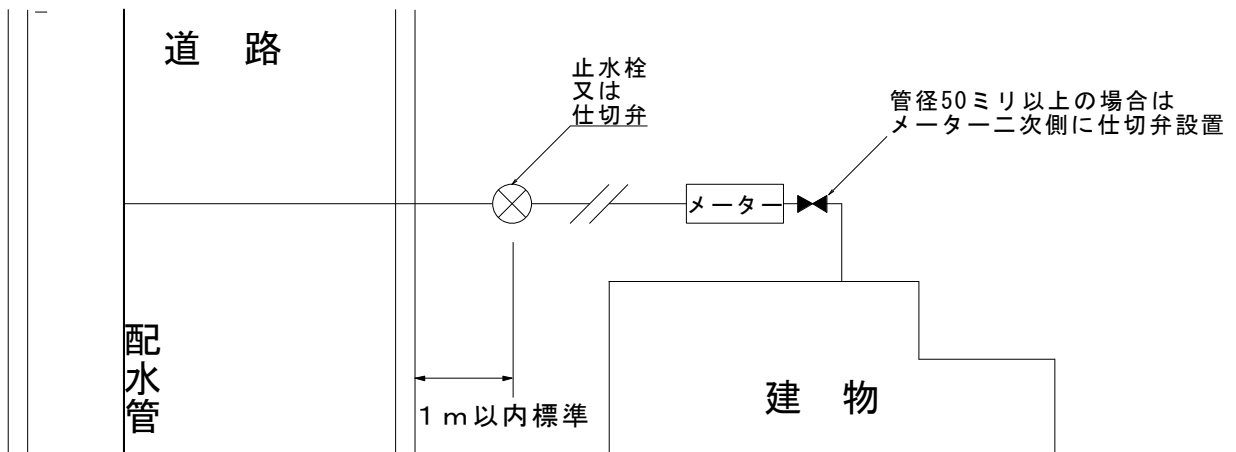 道 路
止水栓
又は
仕切弁
管径50ミリ以上の場合は
メーター二次側に仕切弁設置
メーター
配水管
1m以内標準
建 物